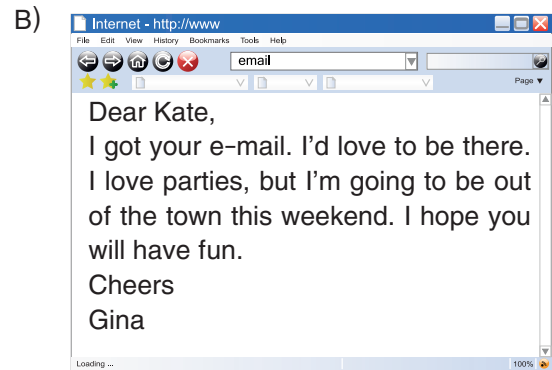 B)
Internet - http://www
File Edit View History Bookmarks Tools Help
email
Page ▼
Dear Kate,
I got your e-mail. I'd love to be there.
I love parties, but I'm going to be out
of the town this weekend. I hope you
will have fun.
Cheers
Gina
Loading ... 100%